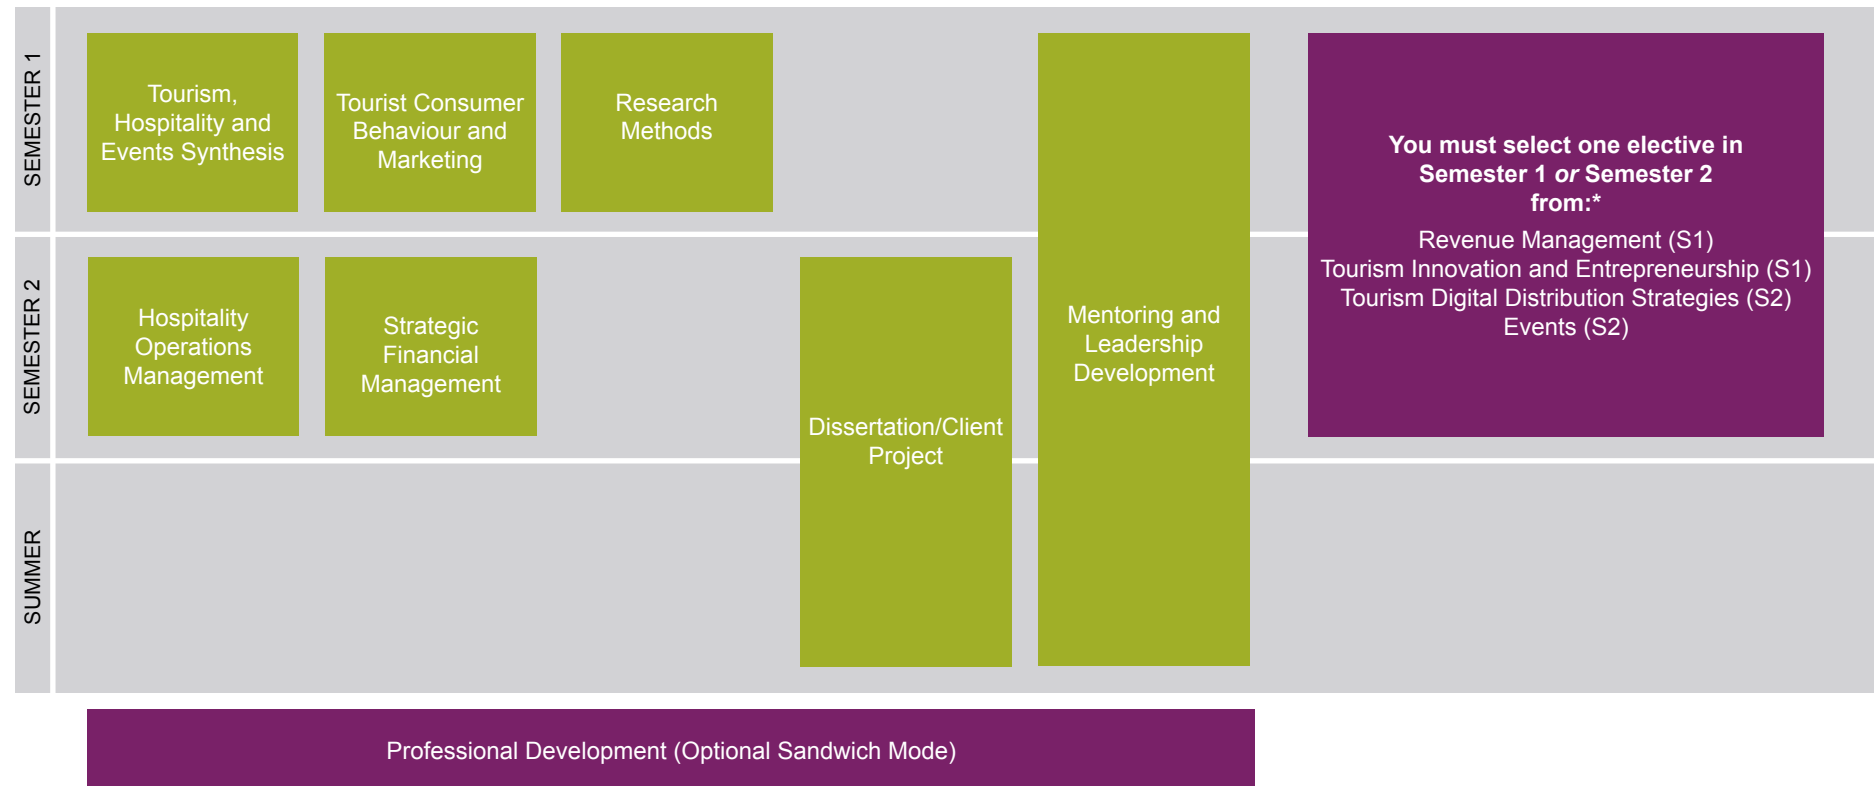 SEMESTER 1
Tourism,
Hospitality and
Events Synthesis
Tourist Consumer
Behaviour and
Marketing
Research
Methods
You must select one elective in
Semester 1 or Semester 2
from:*
Revenue Management (S1)
Tourism Innovation and Entrepreneurship (S1)
Tourism Digital Distribution Strategies (S2)
Events (S2)
SEMESTER 2
Hospitality
Operations
Management
Strategic
Financial
Management
Dissertation/Client
Project
Mentoring and
Leadership
Development
SUMMER
Professional Development (Optional Sandwich Mode)